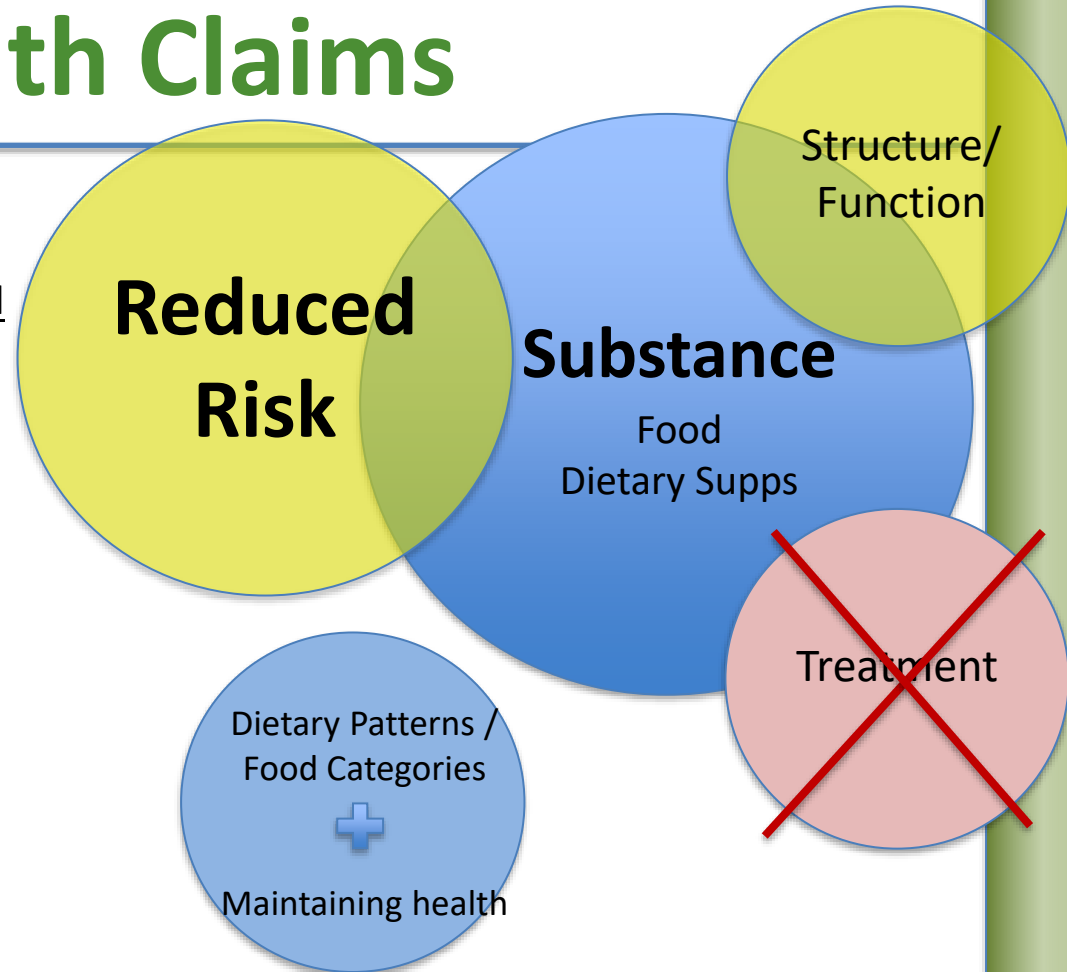 th Claims
Structure/
Function
Reduced
Risk
Substance
Food
Dietary Supps
Treatment
Dietary Patterns /
Food Categories
Maintaining health